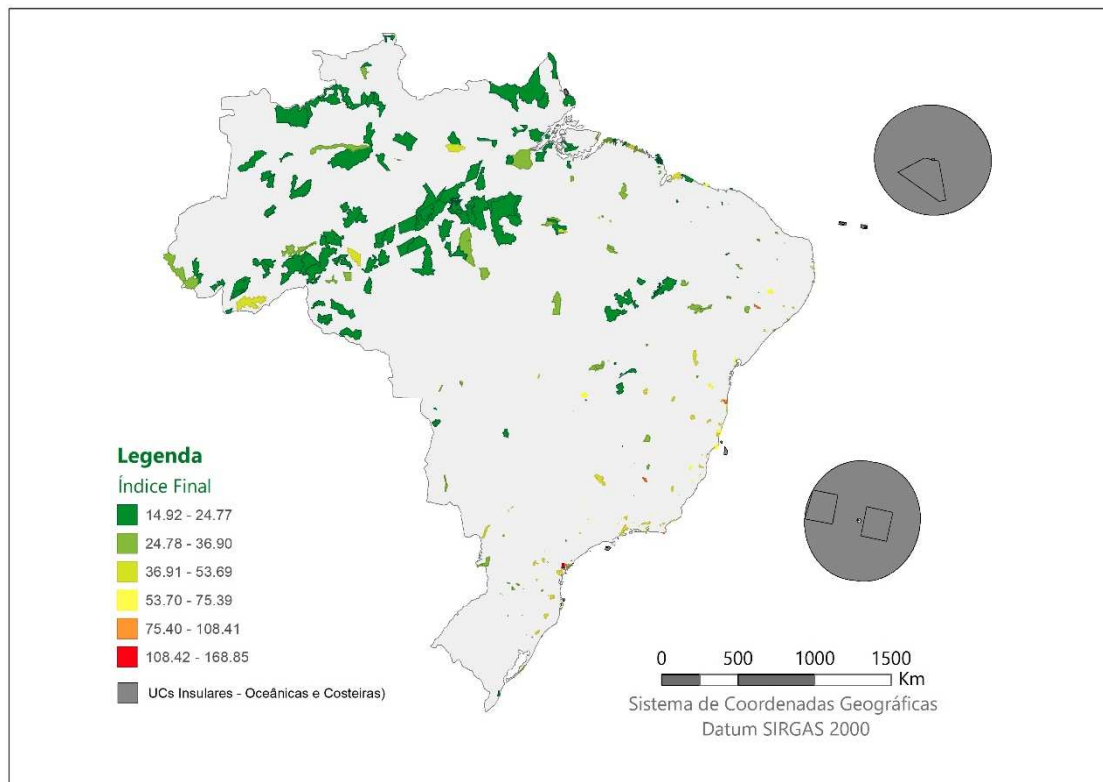 Legenda
Índice Final
14.92 - 24.77
24.78 - 36.90
36.91 - 53.69
53.70 - 75.39
75.40 - 108.41
108.42 - 168.85
UCs Insulares - Oceânicas e Costeiras)
0 500 1000 1500
Km
Sistema de Coordenadas Geográficas
Datum SIRGAS 2000